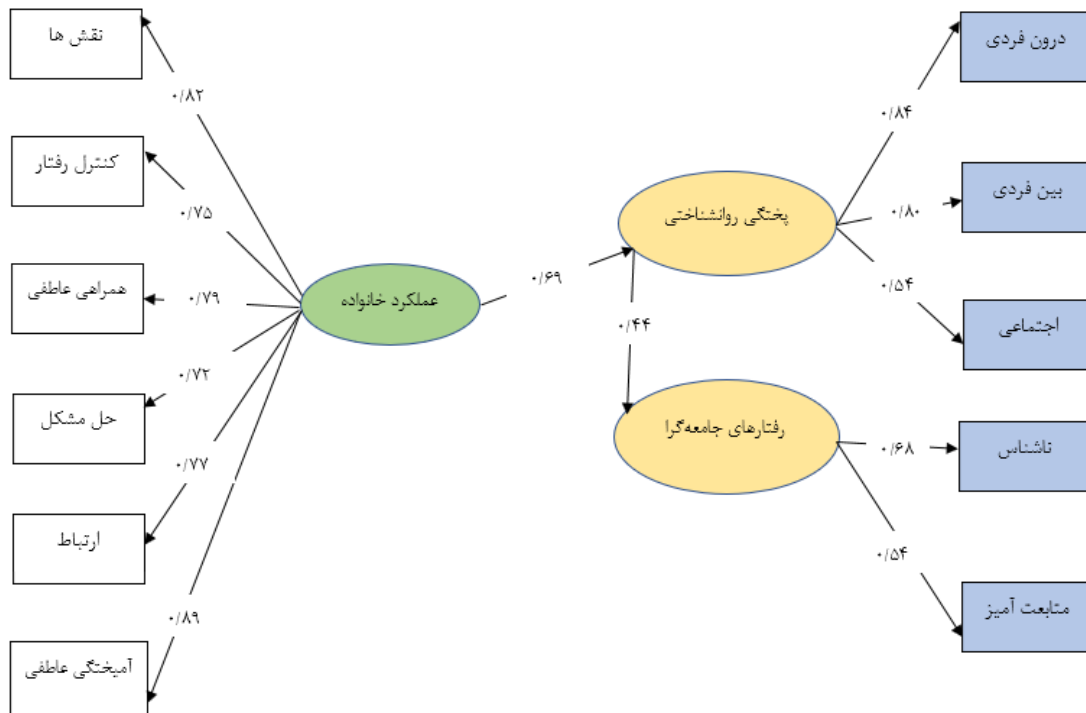 نقش ها
۰/۸۲
کنترل رفتار
۰/۷۵
همراهی عاطفی
۰/۷۹
حل مشکل
۰/۷۲
ارتباط
۰/۷۷
آمیختگی عاطفی
۰/۸۹
عملکرد خانواده
۰/۶۹
پختگی روانشناختی
۰/۴۴
رفتارهای جامعه‌گرا
درون فردی
۰/۸۴
بین فردی
۰/۸۰
اجتماعی
۰/۵۴
ناشناس
۰/۶۸
متابعت آمیز
۰/۵۴